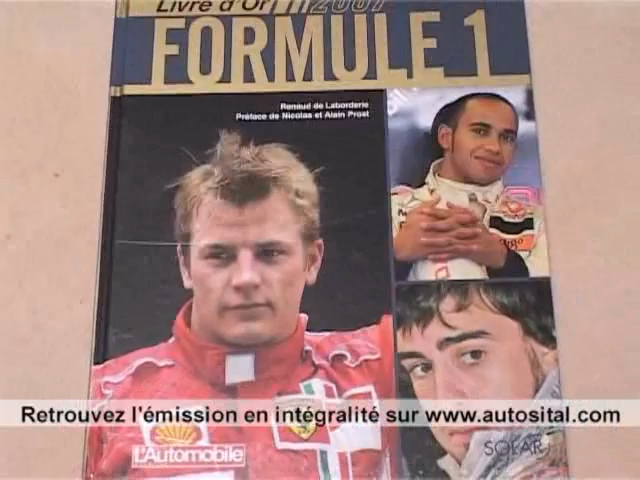 Livre d'Or F1 2007
FORMULE 1
Renaud de Laborderie
Préface de Nicolas et Alain Prost
Retrouvez l'émission en intégralité sur www.autosital.com
L'Automobile
SOLAR